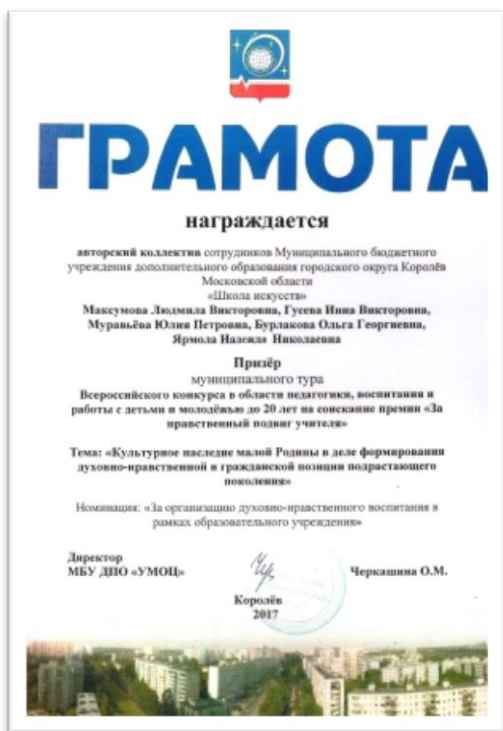 ГРАМОТА
награждается
авторский коллектив сотрудников Муниципального бюджетного
учреждения дополнительного образования городского округа Королёв
Московской области
«Школа искусств»
Максумова Людмила Викторовна, Гусева Инна Викторовна,
Муравьёва Юлия Петровна, Бурлакова Ольга Георгиевна,
Ярмола Надежда Николаевна
Призёр
муниципального тура
Всероссийского конкурса в области педагогики, воспитания и
работы с детьми и молодёжью до 20 лет на соискание премии «За
нравственный подвиг учителя»
Тема: «Культурное наследие малой Родины в деле формирования
духовно-нравственной и гражданской позиции подрастающего
поколения»
Номинация: «За организацию духовно-нравственного воспитания в
рамках образовательного учреждения»
Директор
МБУ ДПО «УМОЦ» Черкашина О.М.
Королёв
2017